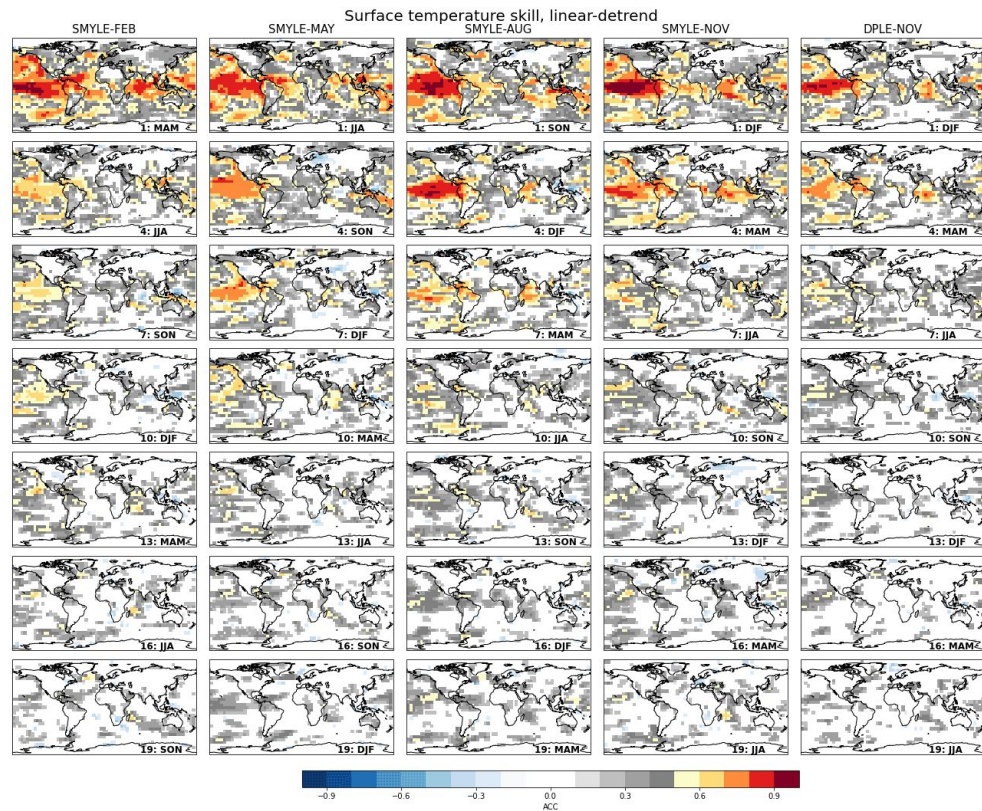 Surface temperature skill, linear-detrend
SMYLE-FEB SMYLE-MAY SMYLE-AUG SMYLE-NOV DPLE-NOV
1: MAM 1: JJA 1: SON 1: DJF 1: DJF
4: JJA 4: SON 4: DJF 4: MAM 4: MAM
7: SON 7: DJF 7: MAM 7: JJA 7: JJA
10: DJF 10: MAM 10: JJA 10: SON 10: SON
13: MAM 13: JJA 13: SON 13: DJF 13: DJF
16: JJA 16: SON 16: DJF 16: MAM 16: MAM
19: SON 19: DJF 19: MAM 19: JJA 19: JJA
−0.9 −0.6 −0.3 0.0 0.3 0.6 0.9
ACC